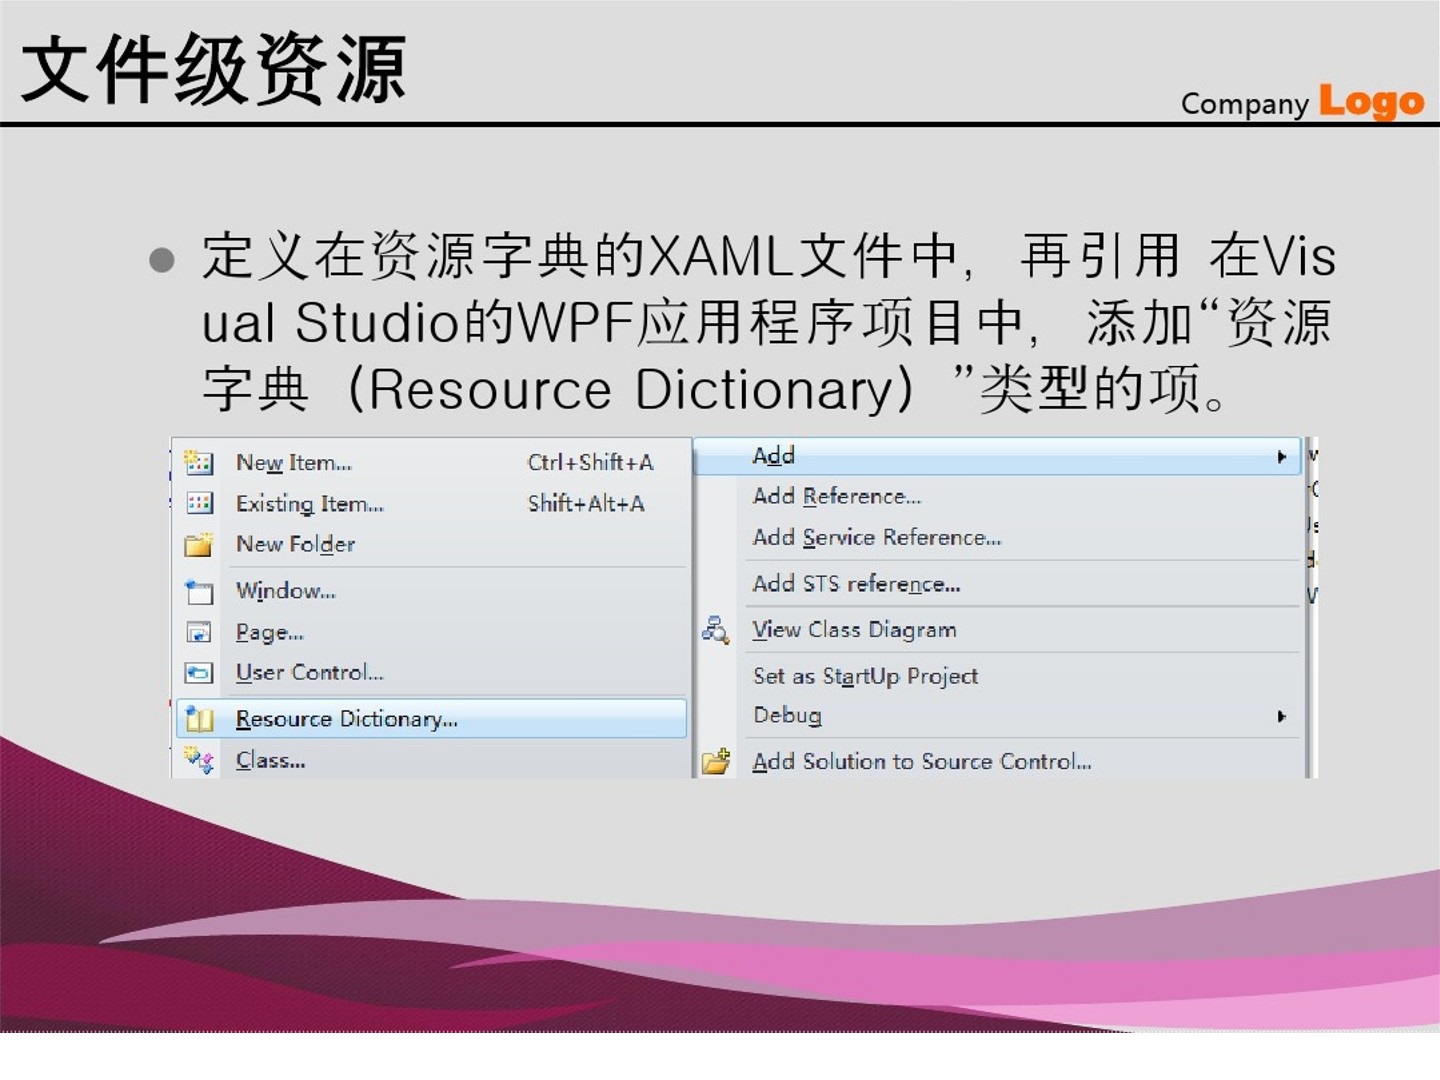 文件级资源
Company Logo
定义在资源字典的XAML文件中，再引用 在Vis
ual Studio的WPF应用程序项目中，添加“资源
字典（Resource Dictionary）”类型的项。
New Item... Ctrl+Shift+A
Existing Item... Shift+Alt+A
New Folder
Window...
Page...
User Control...
Resource Dictionary...
Class...
Add
Add Reference...
Add Service Reference...
Add STS reference...
View Class Diagram
Set as StartUp Project
Debug
Add Solution to Source Control...